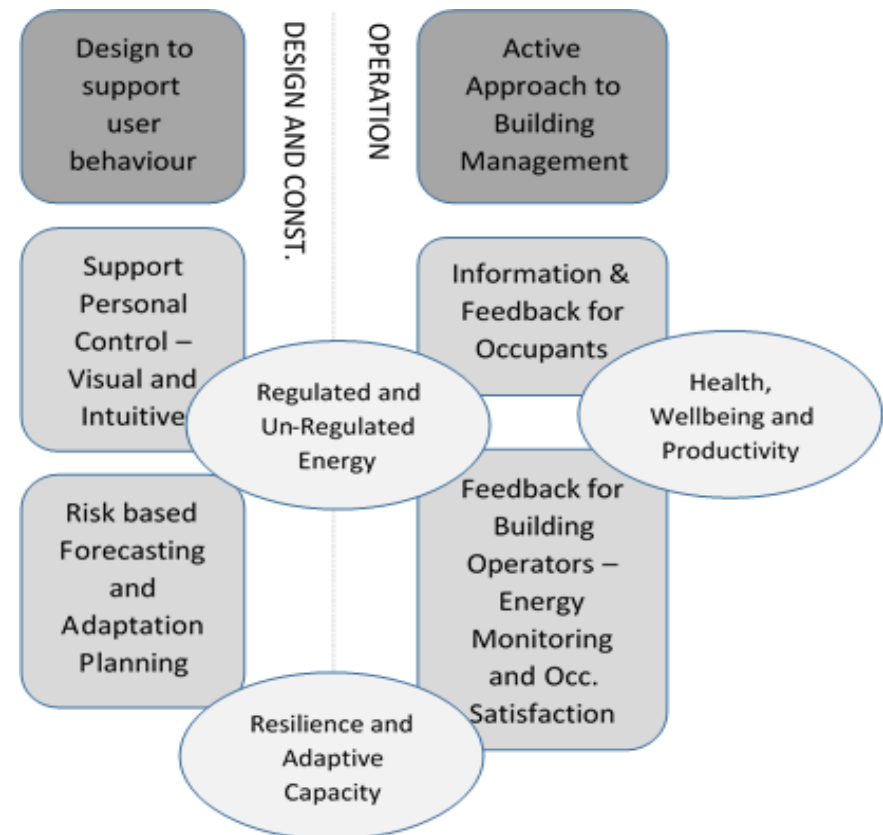 Design to
support
user
behaviour
DESIGN AND CONST.
OPERATION
Active
Approach to
Building
Management
Support
Personal
Control –
Visual and
Intuitive
Information &
Feedback for
Occupants
Regulated and
Un-Regulated
Energy
Health,
Wellbeing and
Productivity
Risk based
Forecasting
and
Adaptation
Planning
Feedback for
Building
Operators –
Energy
Monitoring
and Occ.
Satisfaction
Resilience and
Adaptive
Capacity